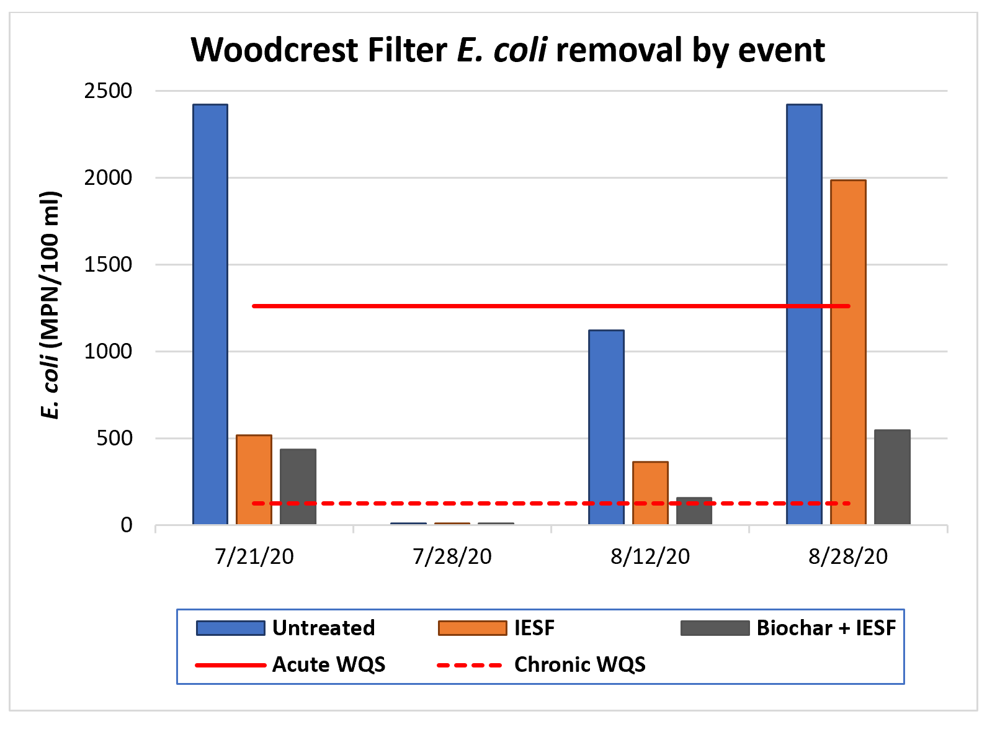 Woodcrest Filter E. coli removal by event
E. coli (MPN/100 ml)
2500
2000
1500
1000
500
0
7/21/20 7/28/20 8/12/20 8/28/20
Untreated IESF Biochar + IESF
Acute WQS Chronic WQS